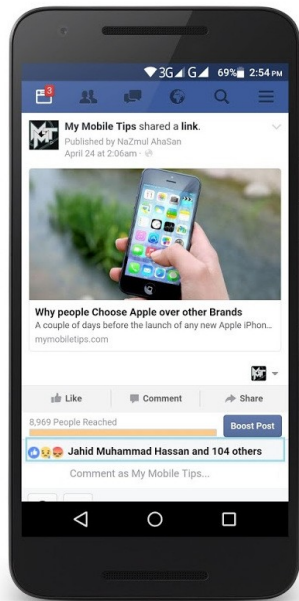 3G G 69% 2:54 PM
3
My Mobile Tips shared a link.
Published by NaZmul AhaSan
April 24 at 2:06am ·
Why people Choose Apple over other Brands
A couple of days before the launch of any new Apple iPhon...
mymobiletips.com
Like Comment Share
8,969 People Reached
Boost Post
Jahid Muhammad Hassan and 104 others
Comment as My Mobile Tips...